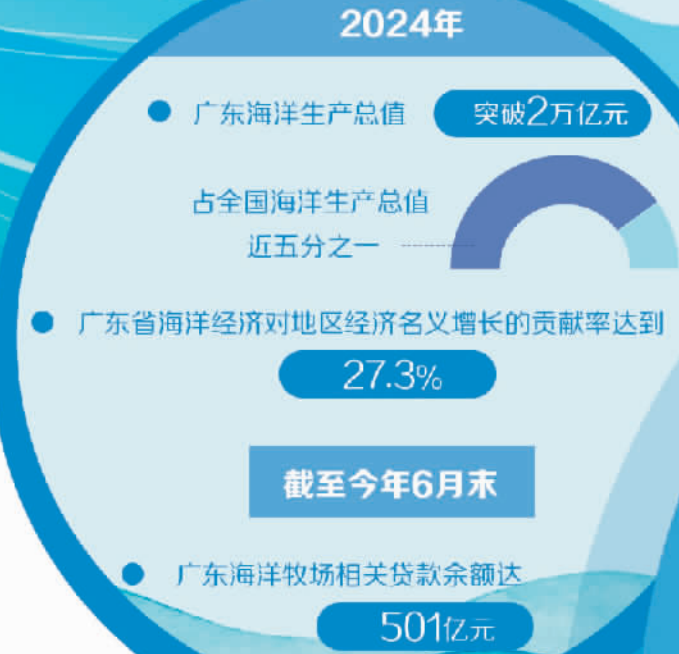 2024年
广东海洋生产总值 突破2万亿元
占全国海洋生产总值
近五分之一
广东省海洋经济对地区经济名义增长的贡献率达到
27.3%
截至今年6月末
广东海洋牧场相关贷款余额达
501亿元